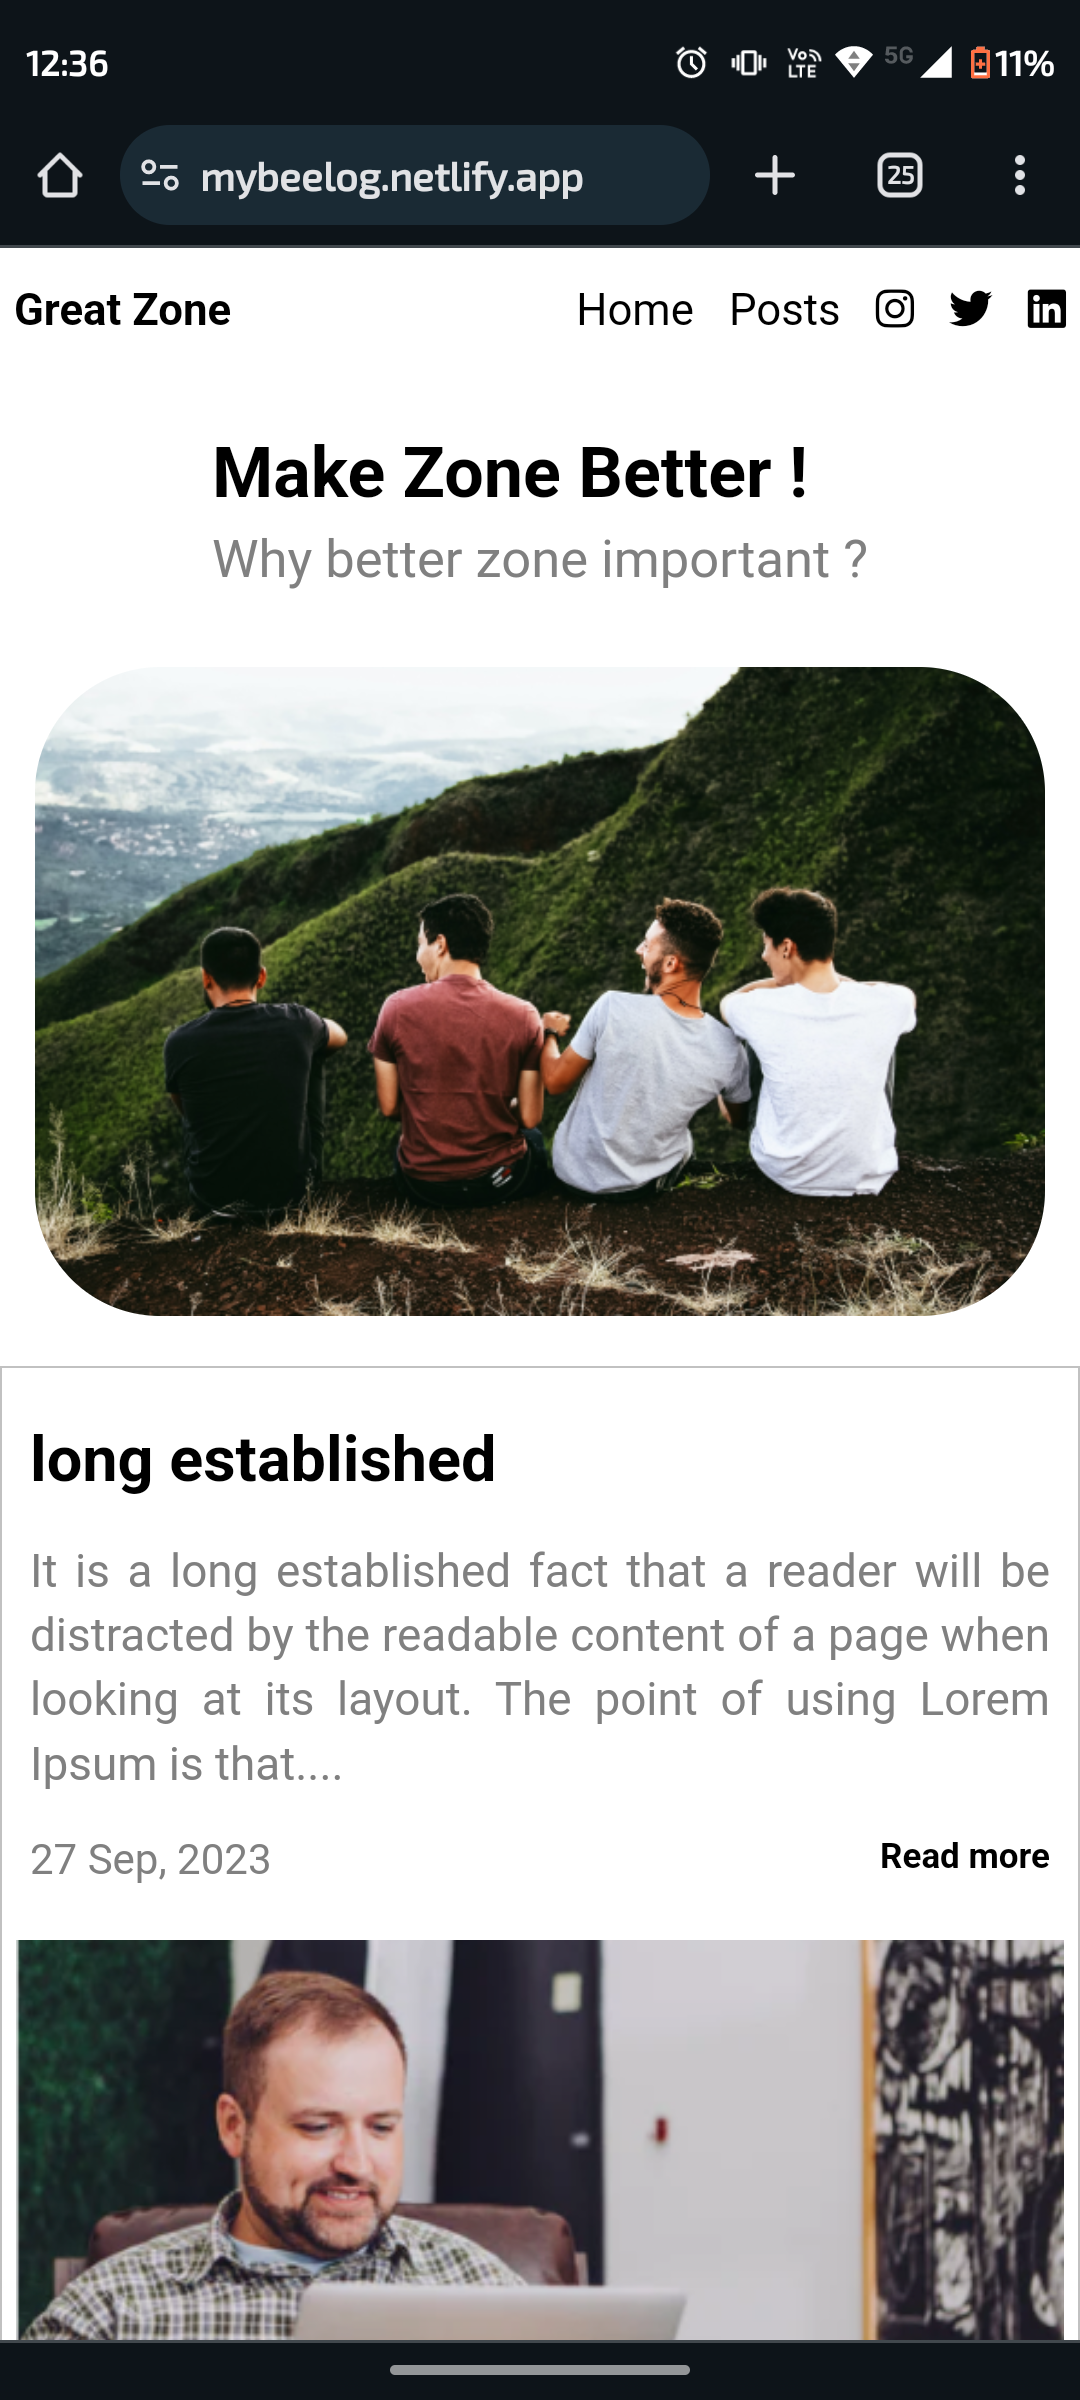 12:36
Vo LTE 5G 11%
mybeelog.netlify.app 25
Great Zone Home Posts in
Make Zone Better !
Why better zone important ?
long established
It is a long established fact that a reader will be
distracted by the readable content of a page when
looking at its layout. The point of using Lorem
Ipsum is that....
27 Sep, 2023 Read more